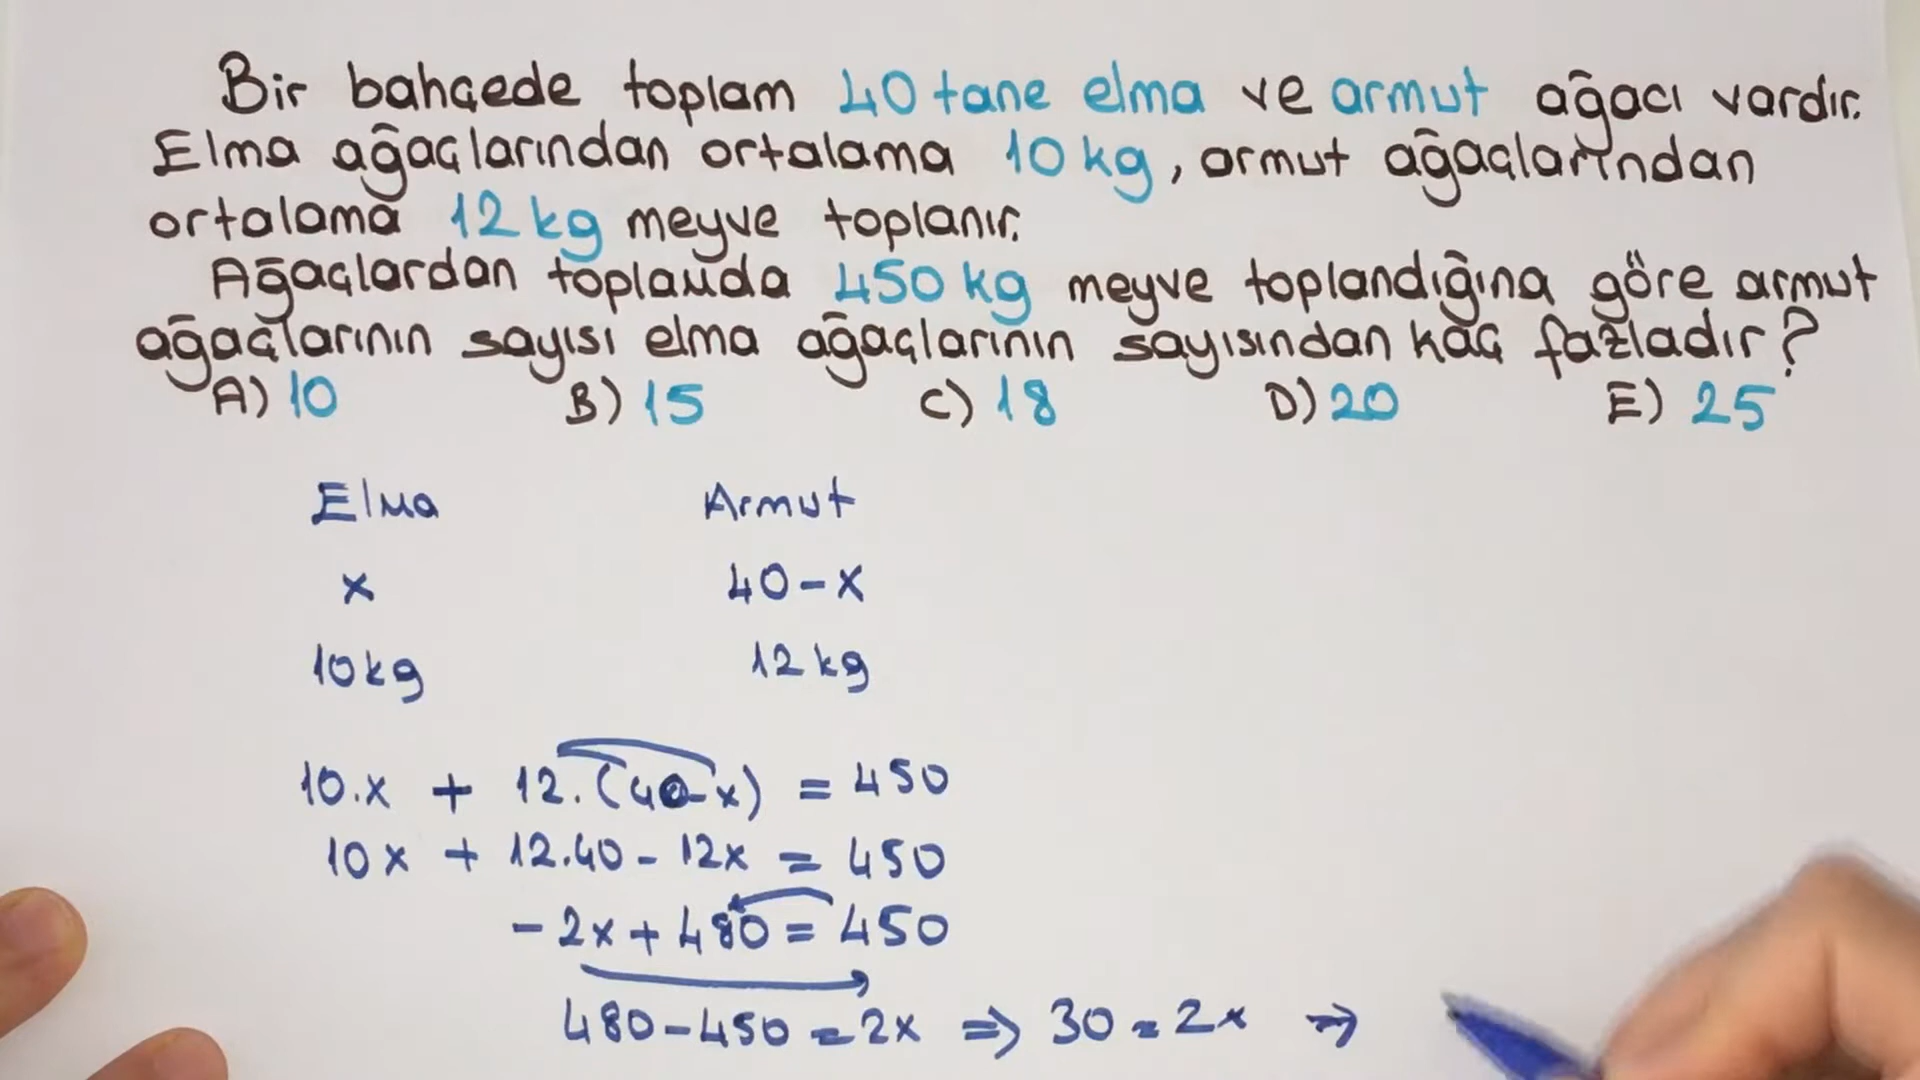 Bir bahçede toplam 40 tane elma ve armut ağacı vardır.
Elma ağaçlarından ortalama 10 kg, armut ağaçlarından
ortalama 12 kg meyve toplanır.
Ağaçlardan toplamda 450 kg meyve toplandığına göre armut
ağaçlarının sayısı elma ağaçlarının sayısından kaç fazladır?
A) 10 B) 15 C) 18 D) 20 E) 25
Elma Armut
x 40-x
10kg 12kg
10.x + 12.(40-x) = 450
10x + 12.40 - 12x = 450
-2x + 480 = 450
480-450 = 2x ⇒ 30 = 2x ⇒